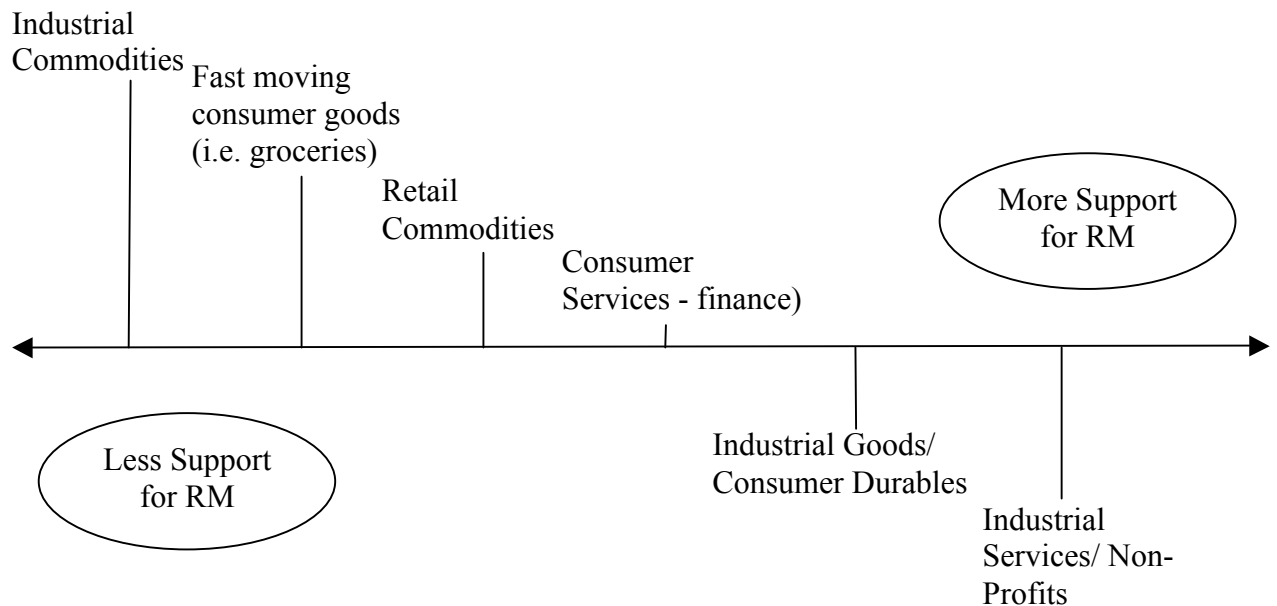 Industrial
Commodities
Fast moving
consumer goods
(i.e. groceries)
Retail
Commodities
Consumer
Services - finance)
More Support
for RM
Less Support
for RM
Industrial Goods/
Consumer Durables
Industrial
Services/ Non-
Profits